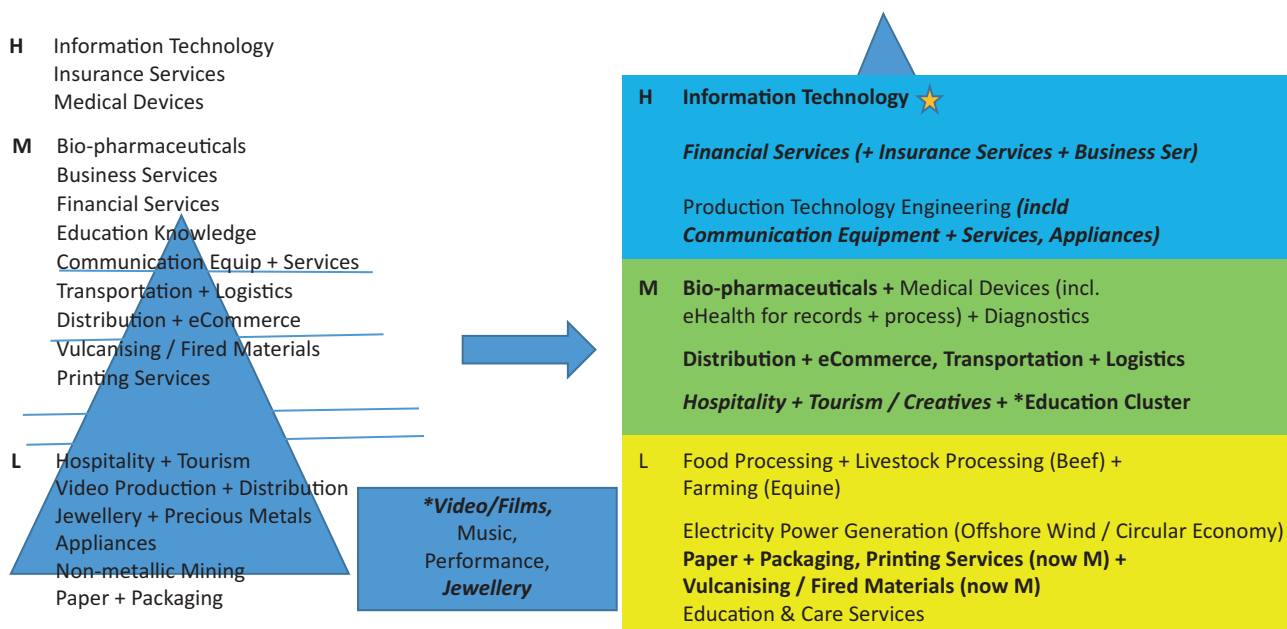 H Information Technology
Insurance Services
Medical Devices
M Bio-pharmaceuticals
Business Services
Financial Services
Education Knowledge
Communication Equip + Services
Transportation + Logistics
Distribution + eCommerce
Vulcanising / Fired Materials
Printing Services
L Hospitality + Tourism
Video Production + Distribution
Jewellery + Precious Metals
Appliances
Non-metallic Mining
Paper + Packaging
*Video/Films,
Music,
Performance,
Jewellery
H Information Technology
Financial Services (+ Insurance Services + Business Ser)
Production Technology Engineering (incld
Communication Equipment + Services, Appliances)
M Bio-pharmaceuticals + Medical Devices (incl.
eHealth for records + process) + Diagnostics
Distribution + eCommerce, Transportation + Logistics
Hospitality + Tourism / Creatives + *Education Cluster
L Food Processing + Livestock Processing (Beef) +
Farming (Equine)
Electricity Power Generation (Offshore Wind / Circular Economy)
Paper + Packaging, Printing Services (now M) +
Vulcanising / Fired Materials (now M)
Education & Care Services